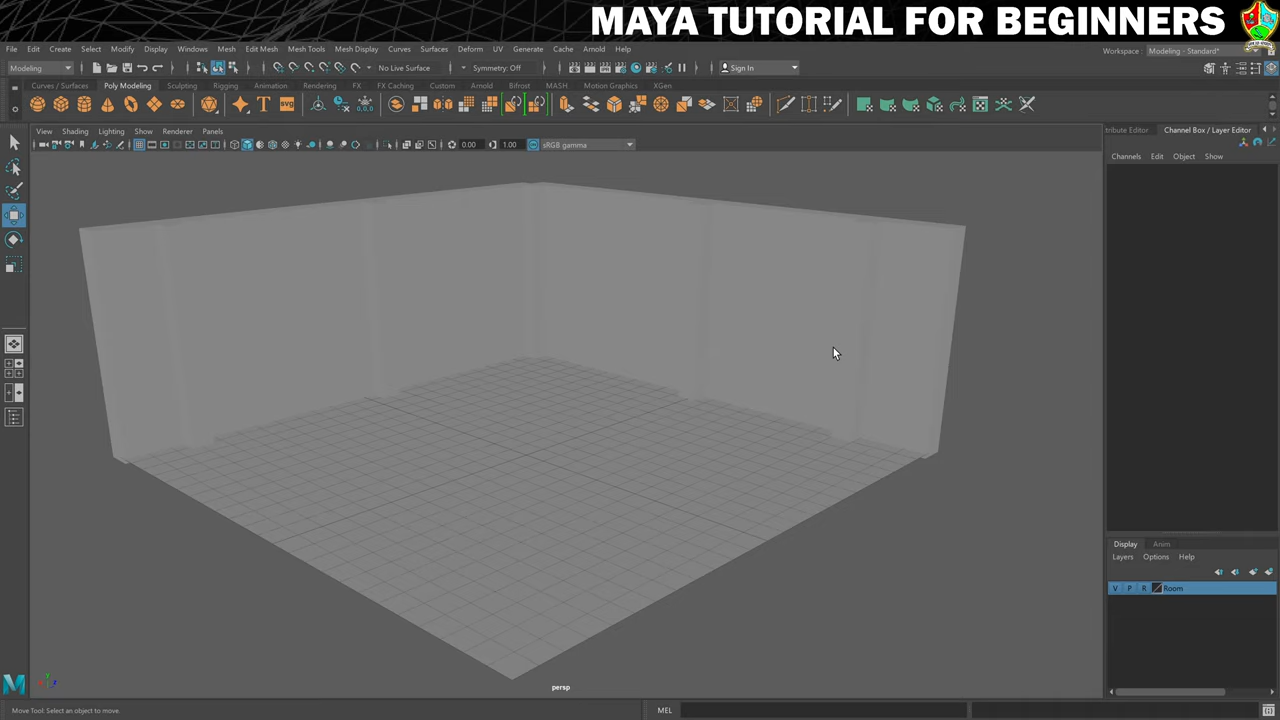 MAYA TUTORIAL FOR BEGINNERS
File Edit Create Select Modify Display Windows Mesh Edit Mesh Mesh Tools Mesh Display Curves Surfaces Deform UV Generate Cache Arnold Help
Workspace : Modeling - Standard*
Modeling No Live Surface Symmetry: Off Sign In
Curves / Surfaces Poly Modeling Sculpting Rigging Animation Rendering FX FX Caching Custom Arnold Bifrost MASH Motion Graphics XGen
View Shading Lighting Show Renderer Panels
tribute Editor Channel Box / Layer Editor
0.00 1.00 sRGB gamma
Channels Edit Object Show
Display Anim
Layers Options Help
V P R Room
persp
Move Tool: Select an object to move.
MEL